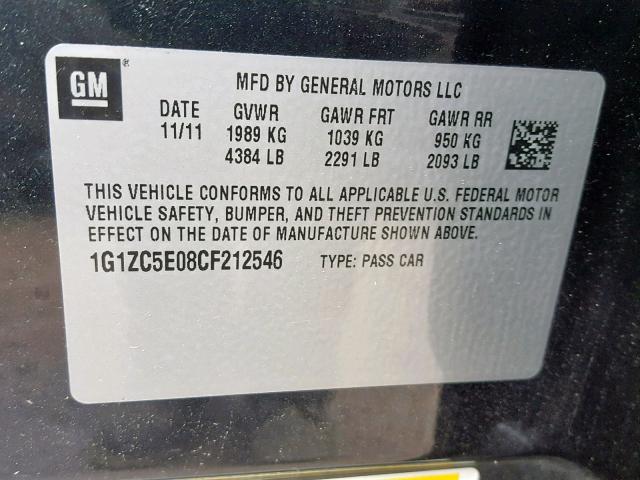 GM ®
MFD BY GENERAL MOTORS LLC
DATE GVWR GAWR FRT GAWR RR
11/11 1989 KG 1039 KG 950 KG
4384 LB 2291 LB 2093 LB
THIS VEHICLE CONFORMS TO ALL APPLICABLE U.S. FEDERAL MOTOR
VEHICLE SAFETY, BUMPER, AND THEFT PREVENTION STANDARDS IN
EFFECT ON THE DATE OF MANUFACTURE SHOWN ABOVE.
1G1ZC5E08CF212546 TYPE: PASS CAR